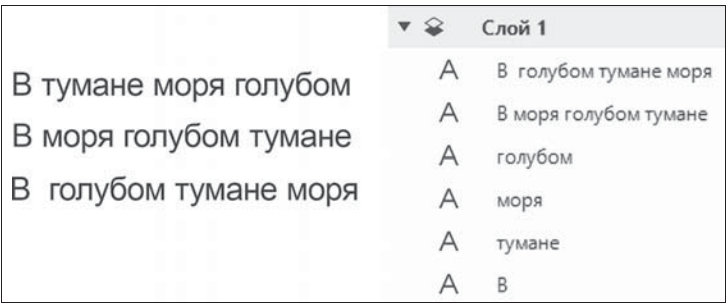 В тумане моря голубом
В моря голубом тумане
В  голубом тумане моря
Слой 1
A В  голубом тумане моря
A В моря голубом тумане
A голубом
A моря
A тумане
A В